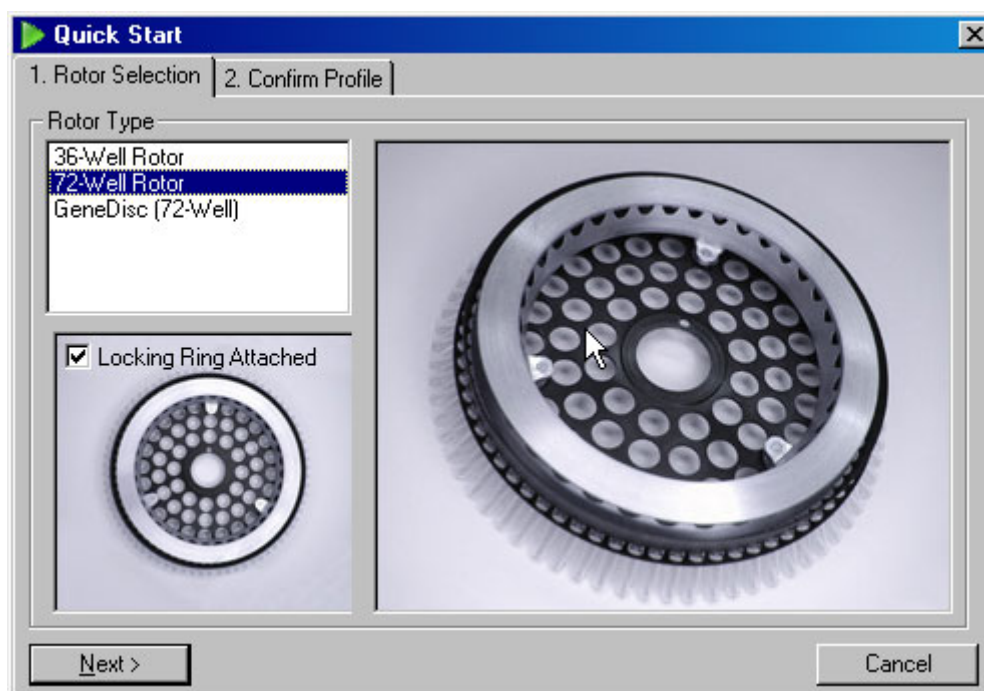 Quick Start
1. Rotor Selection
2. Confirm Profile
Rotor Type
36-Well Rotor
72-Well Rotor
GeneDisc (72-Well)
Locking Ring Attached
Next >
Cancel